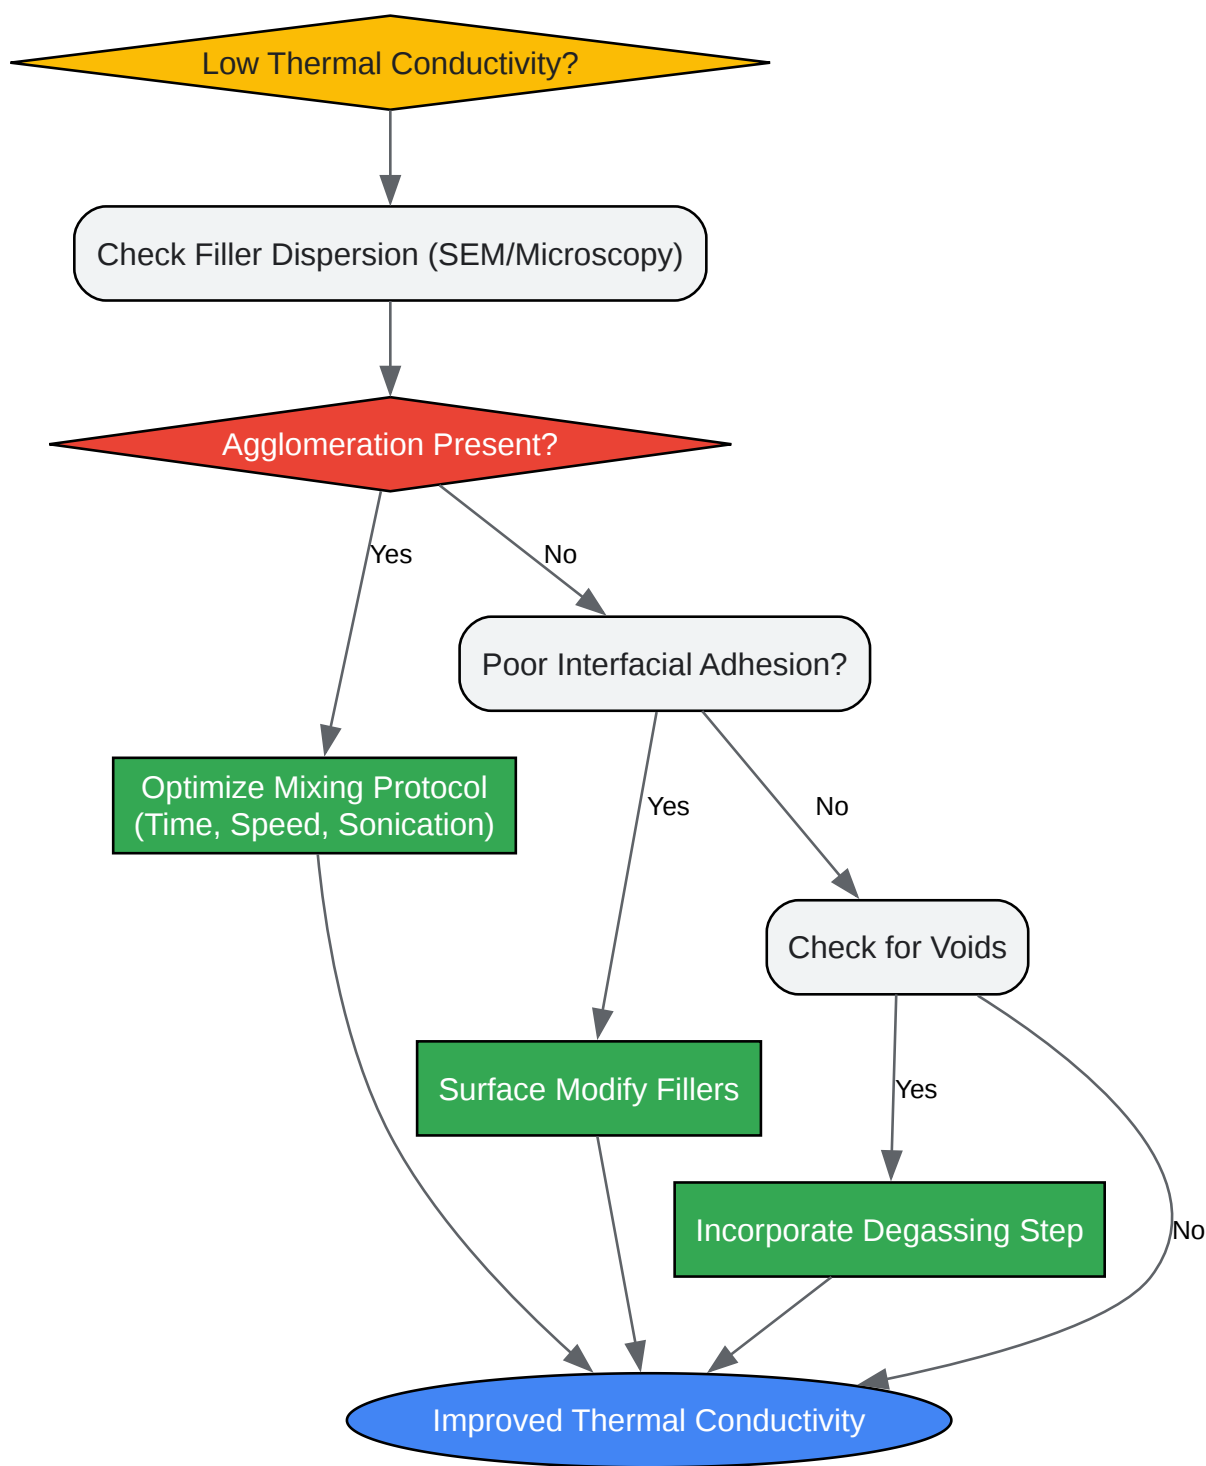 Low Thermal Conductivity?
Check Filler Dispersion (SEM/Microscopy)
Agglomeration Present?
Yes
No
Poor Interfacial Adhesion?
Optimize Mixing Protocol
(Time, Speed, Sonication)
Yes
No
Check for Voids
Surface Modify Fillers
Yes
Incorporate Degassing Step
No
Improved Thermal Conductivity